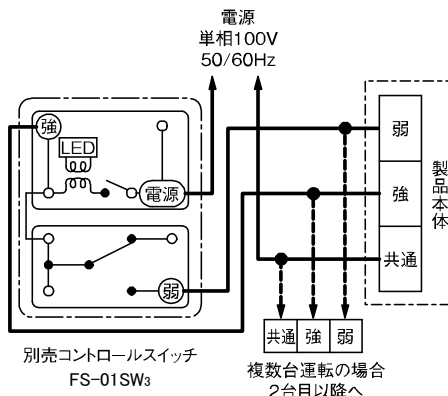 電源
単相100V
50/60Hz
強
LED
電源
弱
弱
強
共通
製品本体
共通
強
弱
別売コントロールスイッチ
FS-01SW₃
複数台運転の場合
2台目以降へ